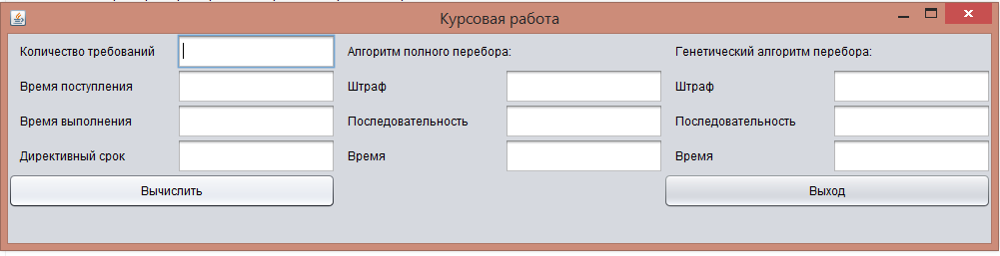 Курсовая работа
Количество требований Алгоритм полного перебора: Генетический алгоритм перебора:
Время поступления Штраф Штраф
Время выполнения Последовательность Последовательность
Директивный срок Время Время
Вычислить Выход